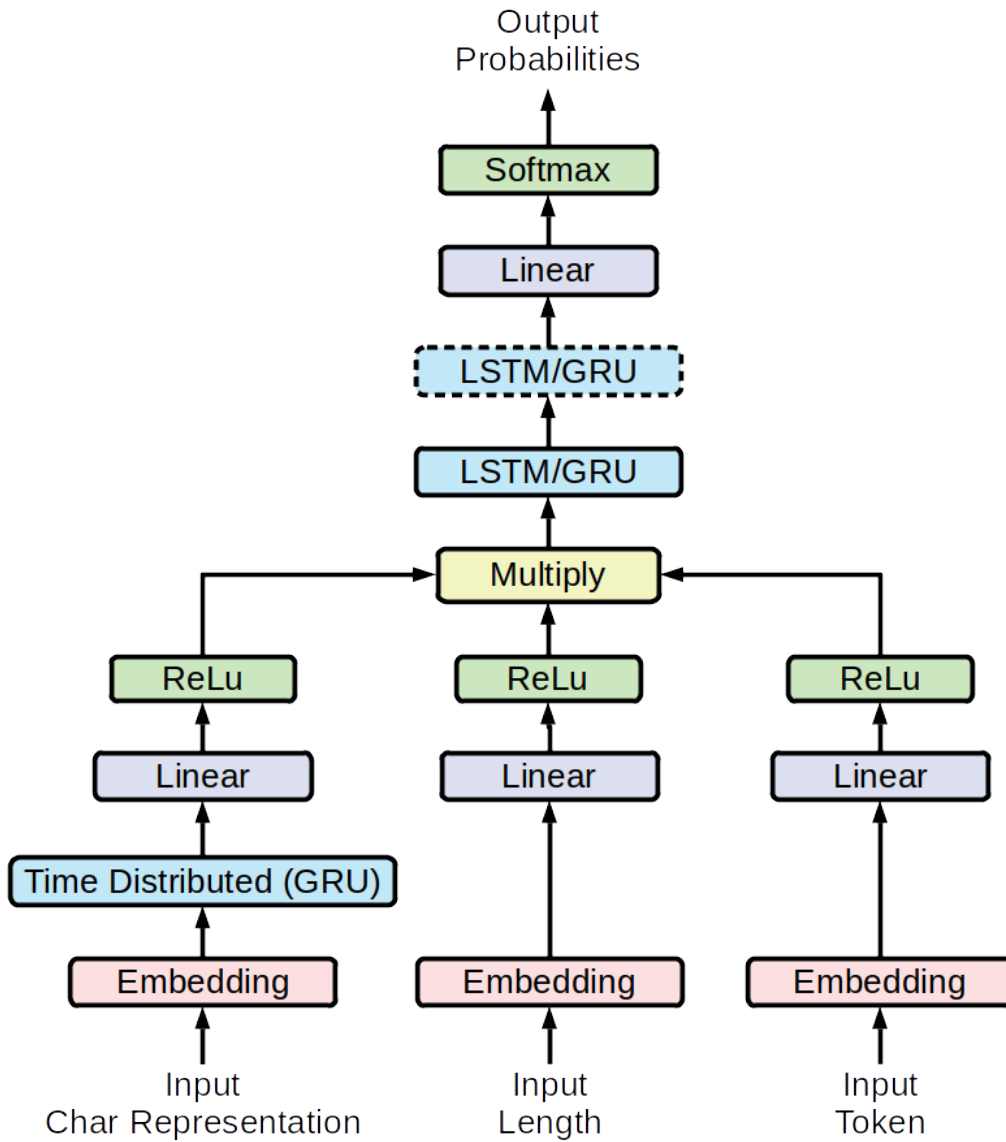 Output
Probabilities
Softmax
Linear
LSTM/GRU
LSTM/GRU
Multiply
ReLu
ReLu
ReLu
Linear
Linear
Linear
Time Distributed (GRU)
Embedding
Embedding
Embedding
Input
Char Representation
Input
Length
Input
Token